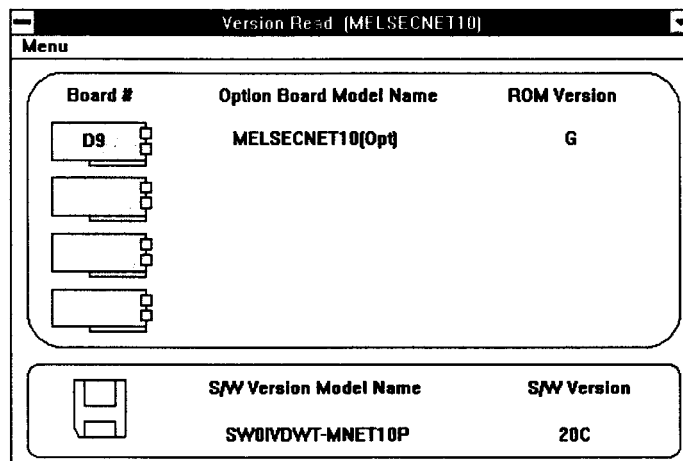 Version Read (MELSECNET10)
Menu
Board # Option Board Model Name ROM Version
D9 MELSECNET10(Opt) G
S/W Version Model Name S/W Version
SW0IVDWT-MNET10P 20C